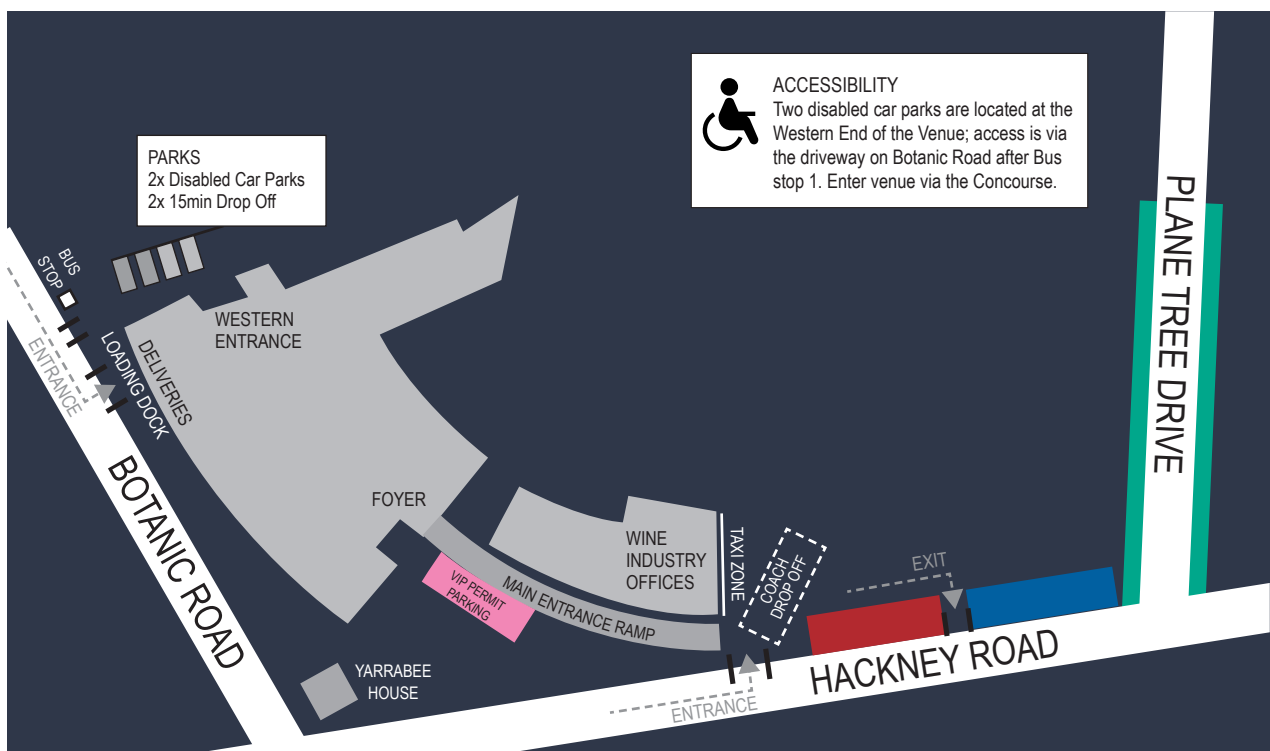 ACCESSIBILITY
Two disabled car parks are located at the
Western End of the Venue; access is via
the driveway on Botanic Road after Bus
stop 1. Enter venue via the Concourse.
PARKS
2x Disabled Car Parks
2x 15min Drop Off
BUS
STOP
ENTRANCE
LOADING DOCK
DELIVERIES
WESTERN
ENTRANCE
BOTANIC ROAD
FOYER
VIP PERMIT
PARKING
MAIN ENTRANCE RAMP
WINE
INDUSTRY
OFFICES
TAXI ZONE
COACH
DROP OFF
EXIT
PLANE TREE DRIVE
YARRABEE
HOUSE
ENTRANCE
HACKNEY ROAD